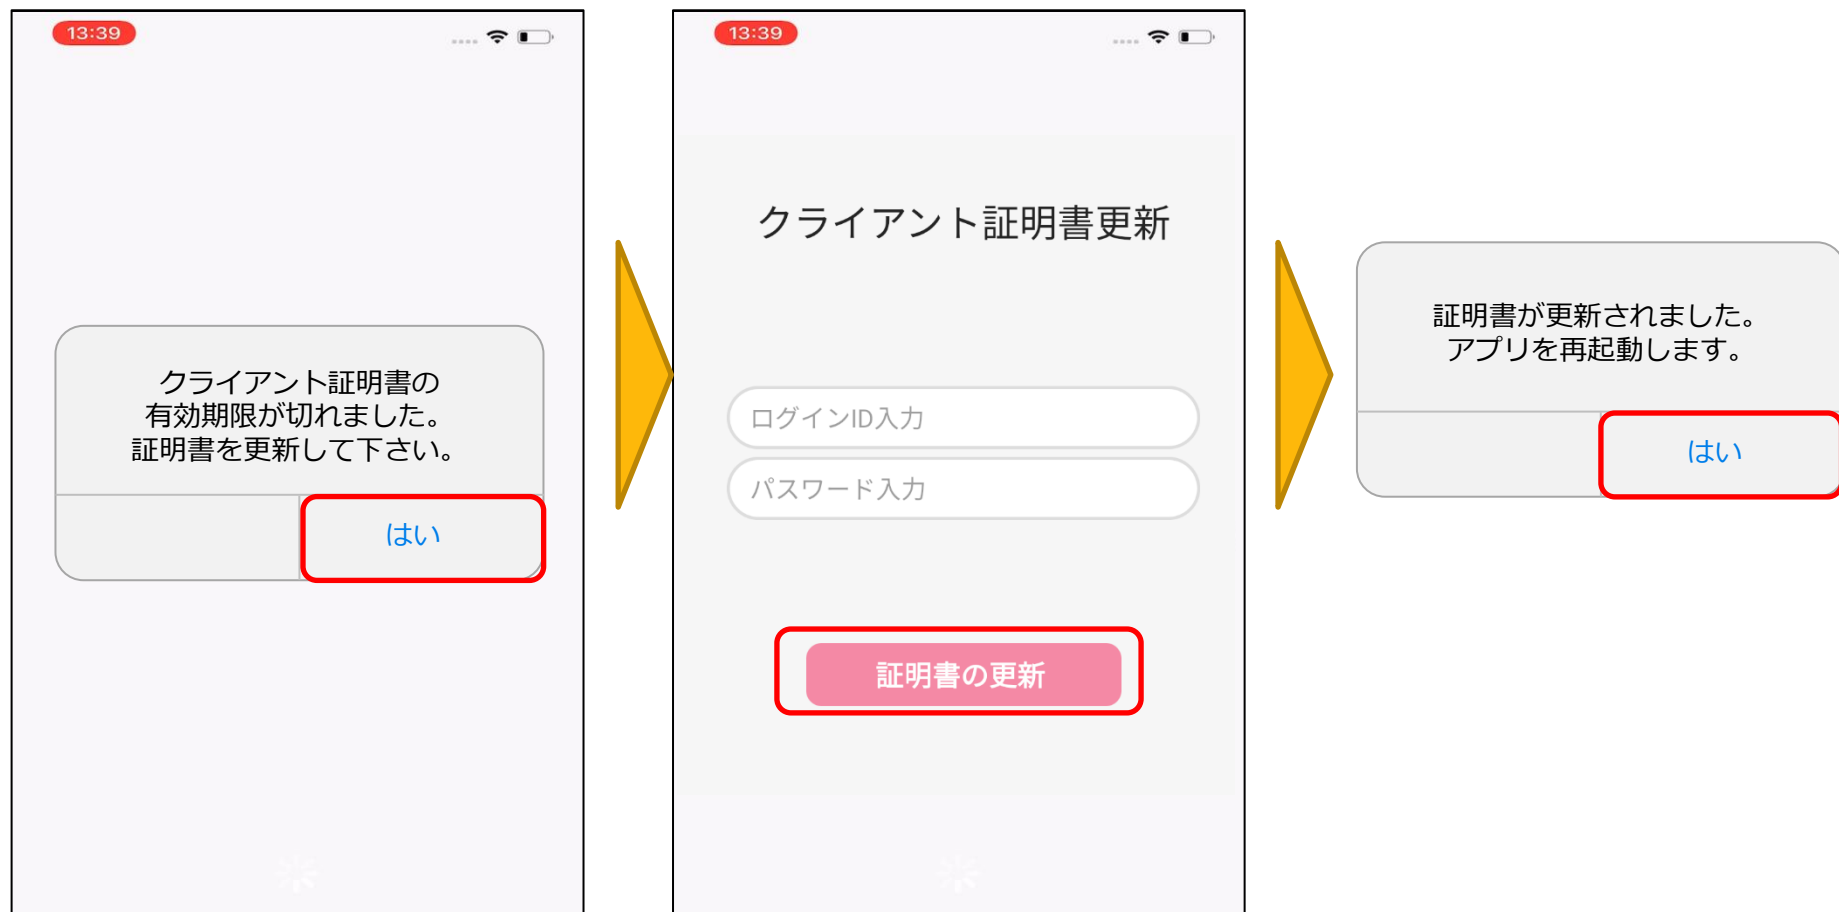 13:39
クライアント証明書の
有効期限が切れました。
証明書を更新して下さい。
はい
13:39
クライアント証明書更新
ログインID入力
パスワード入力
証明書の更新
証明書が更新されました。
アプリを再起動します。
はい